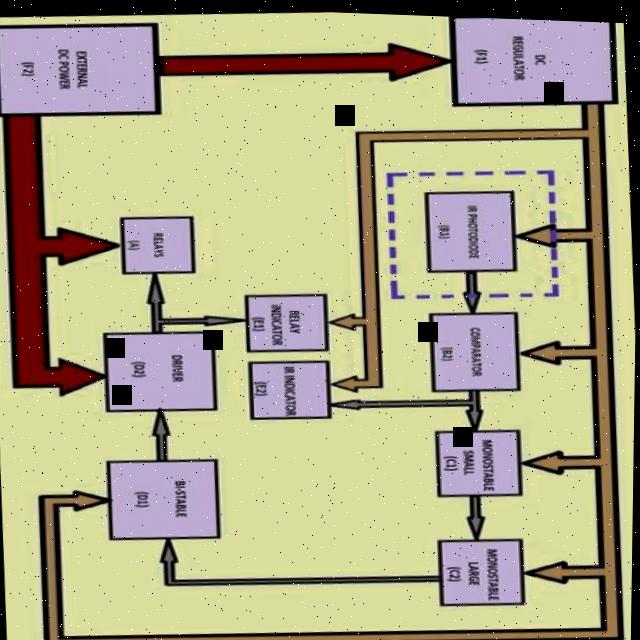 EXTERNAL
DC POWER
(F2)
DC
REGULATOR
(F1)
IR PHOTODIODE
(B1)
RELAYS
(A)
RELAY
INDICATOR
(E1)
COMPARATOR
(B2)
DRIVER
(D2)
IR INDICATOR
(E2)
SMALL
MONOSTABLE
(C1)
BI-STABLE
(D1)
MONOSTABLE
LARGE
(C2)